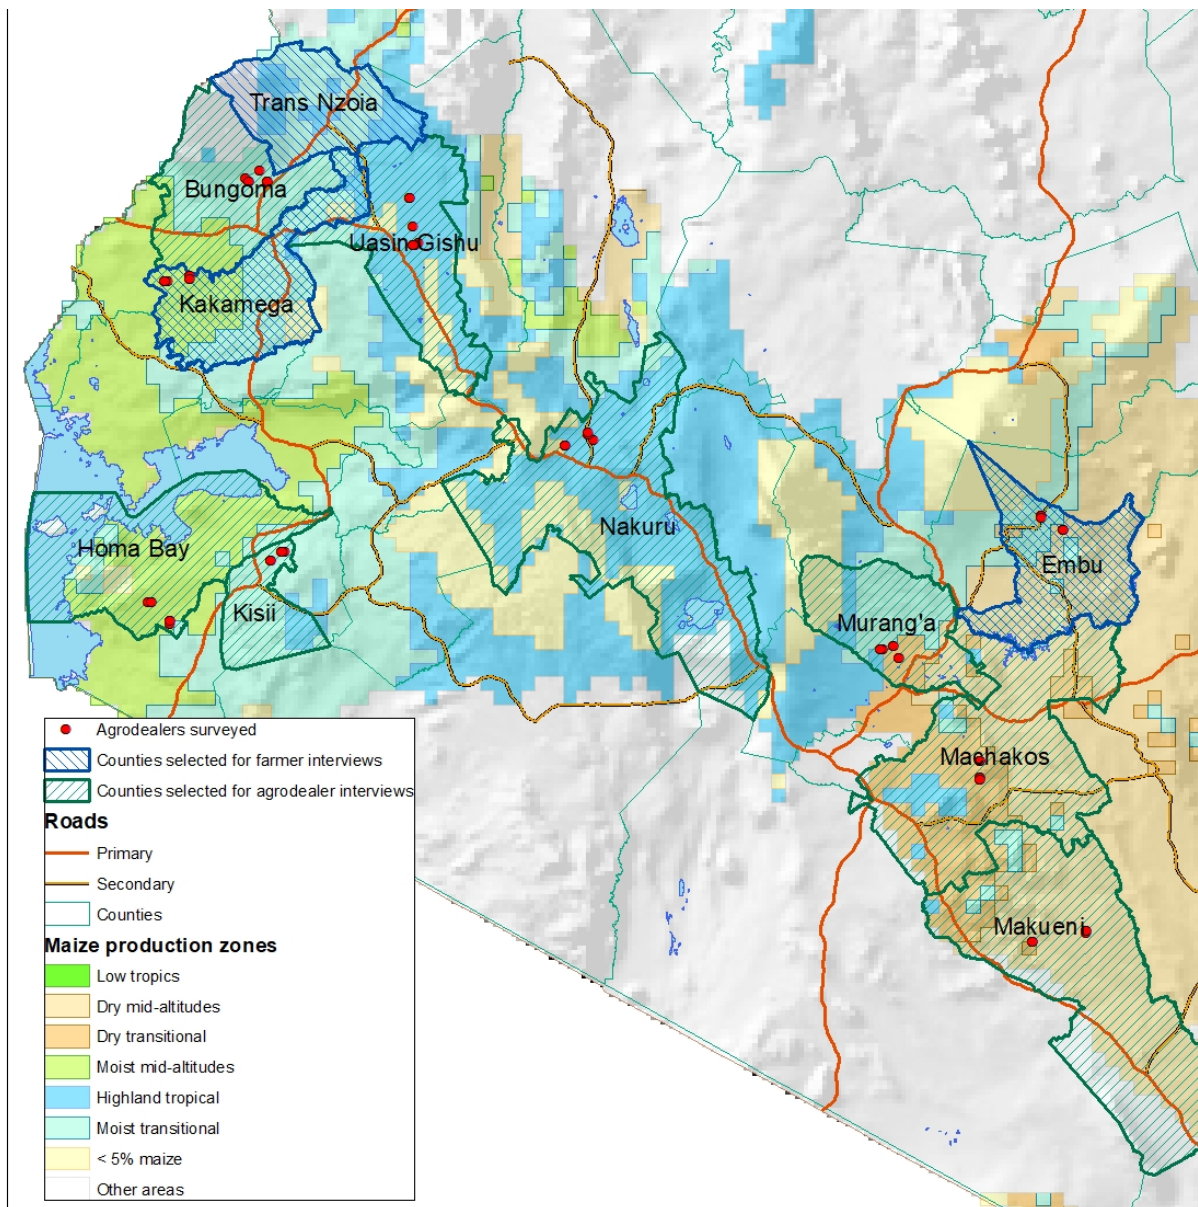 Trans Nzoia
Bungoma
Uasin Gishu
Kakamega
Nakuru
Homa Bay
Embu
Kisii
Murang'a
Machakos
Makueni
Agrodealers surveyed
Counties selected for farmer interviews
Counties selected for agrodealer interviews
Roads
Primary
Secondary
Counties
Maize production zones
Low tropics
Dry mid-altitudes
Dry transitional
Moist mid-altitudes
Highland tropical
Moist transitional
< 5% maize
Other areas